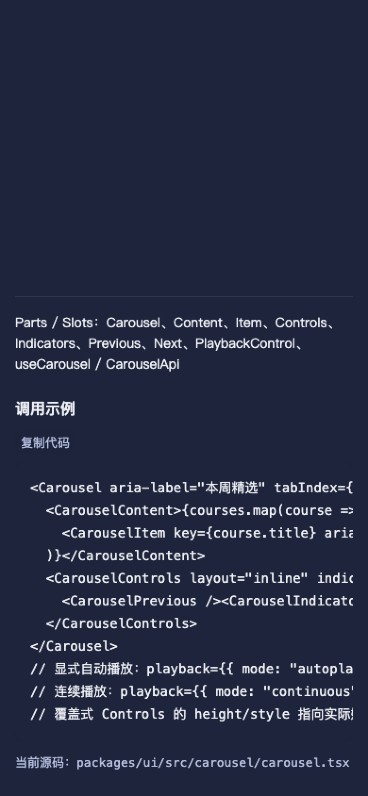 Parts / Slots：Carousel、Content、Item、Controls、
Indicators、Previous、Next、PlaybackControl、
useCarousel / CarouselApi
调用示例
复制代码
<Carousel aria-label="本周精选" tabIndex={
<CarouselContent>{courses.map(course =>
<CarouselItem key={course.title} aria
)}</CarouselContent>
<CarouselControls layout="inline" indic
<CarouselPrevious /><CarouselIndicato
</CarouselControls>
</Carousel>
// 显式自动播放：playback={{ mode: "autopla
// 连续播放：playback={{ mode: "continuous"
// 覆盖式 Controls 的 height/style 指向实际
当前源码：packages/ui/src/carousel/carousel.tsx